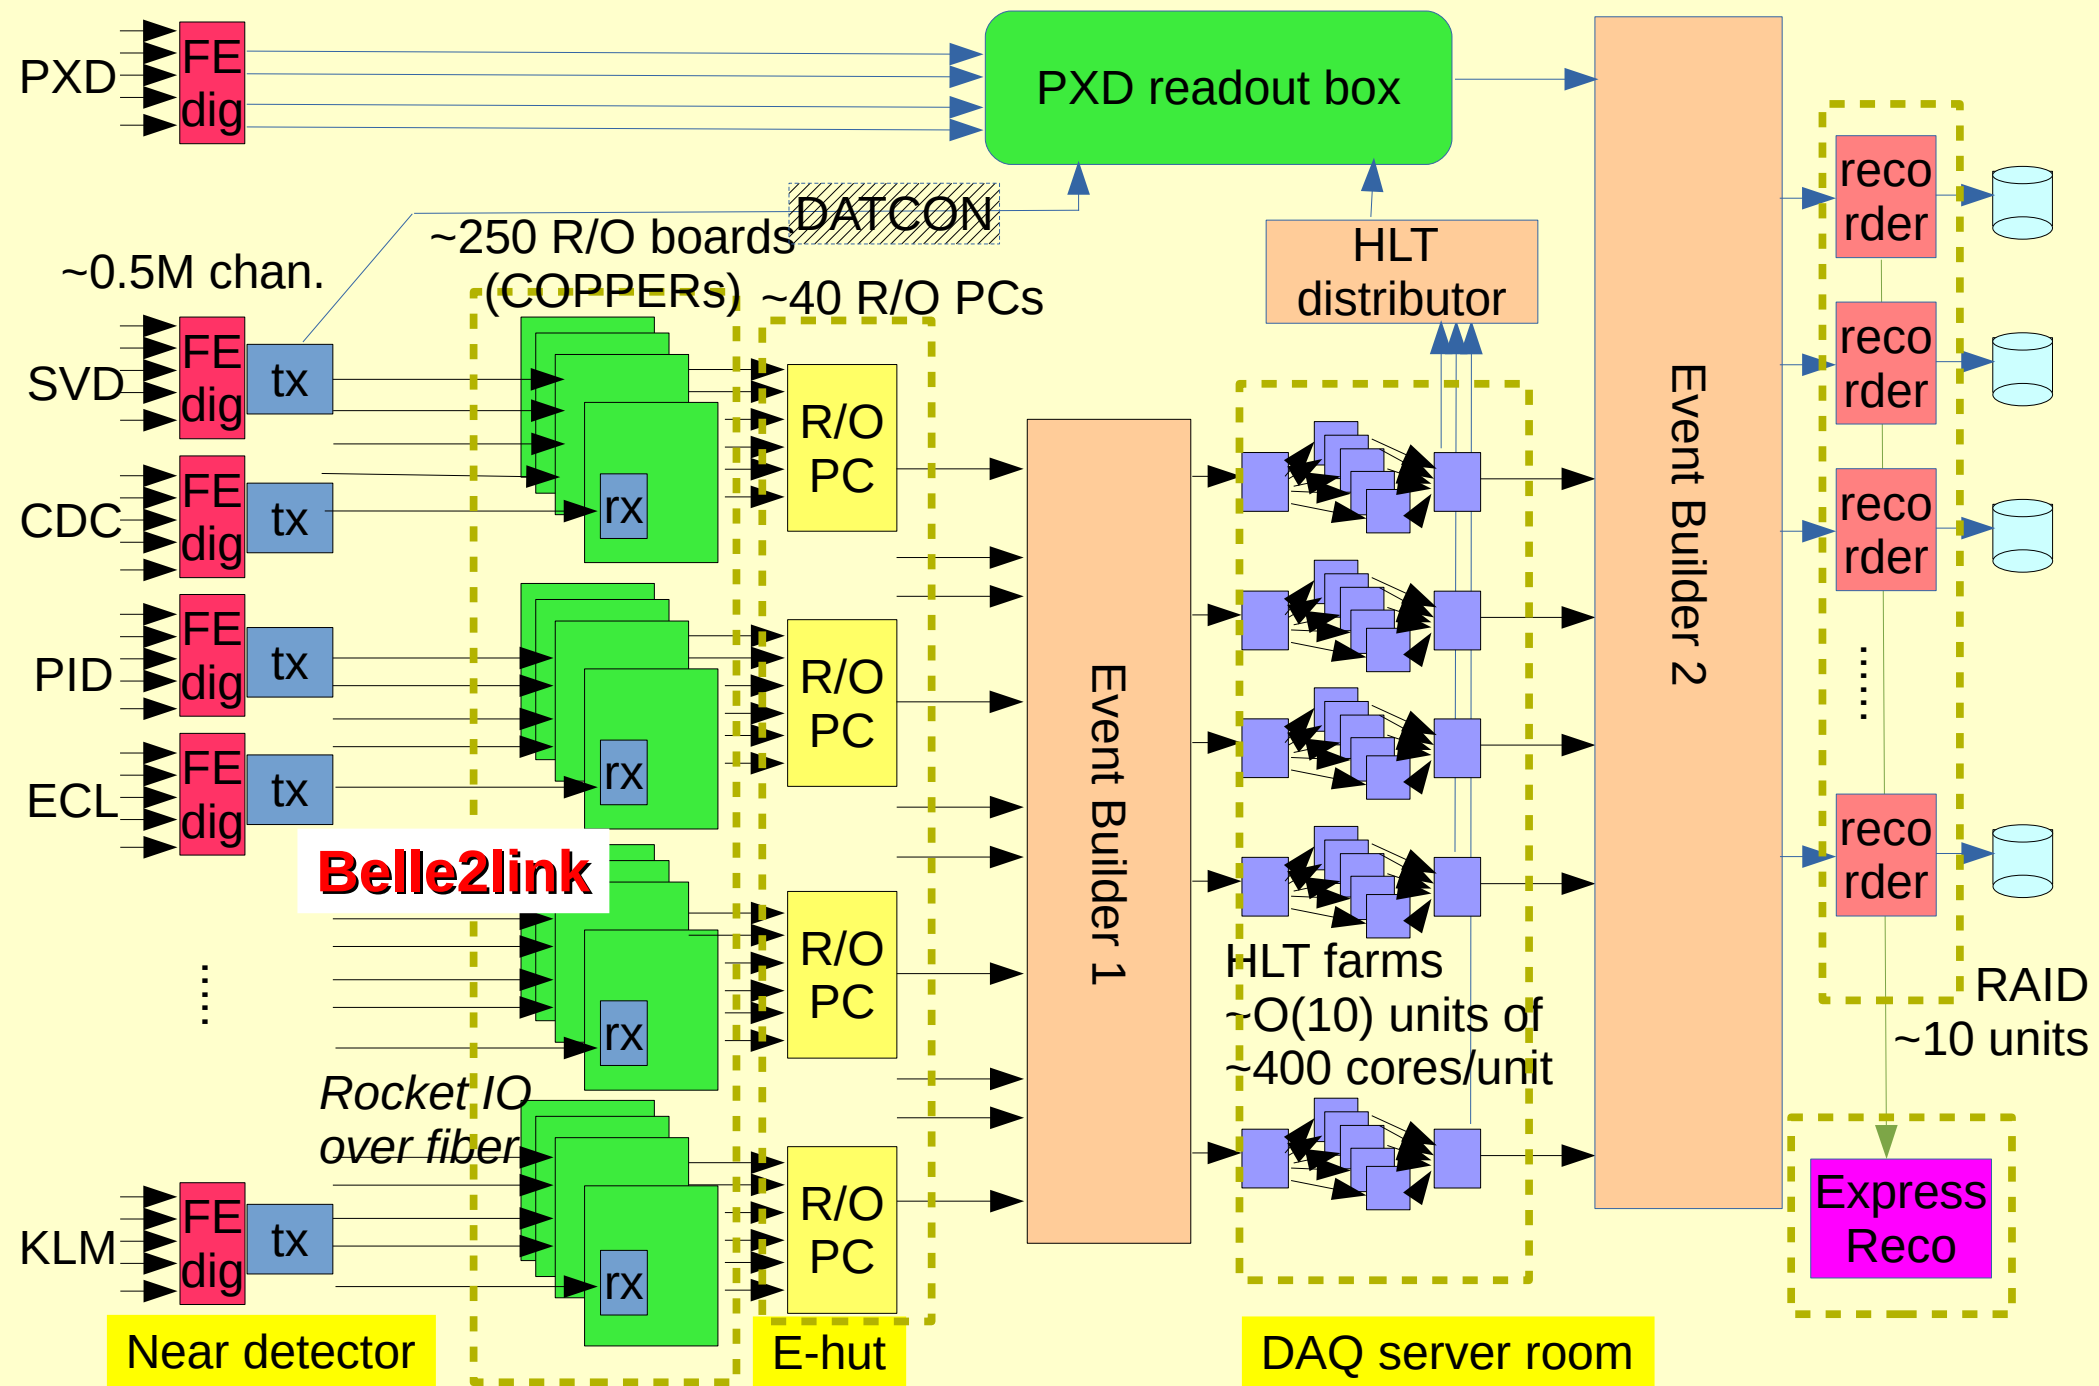 PXD
FE
dig
PXD readout box
DATCON
~250 R/O boards
(COPPERs)
~0.5M chan.
~40 R/O PCs
HLT
distributor
SVD
FE
dig
tx
CDC
FE
dig
tx
PID
FE
dig
tx
ECL
FE
dig
tx
Belle2link
......
Rocket IO
over fiber
KLM
FE
dig
tx
rx
rx
rx
rx
R/O
PC
R/O
PC
R/O
PC
R/O
PC
Event Builder 1
HLT farms
~O(10) units of
~400 cores/unit
Event Builder 2
reco
rder
reco
rder
reco
rder
......
reco
rder
RAID
~10 units
Express
Reco
Near detector
E-hut
DAQ server room